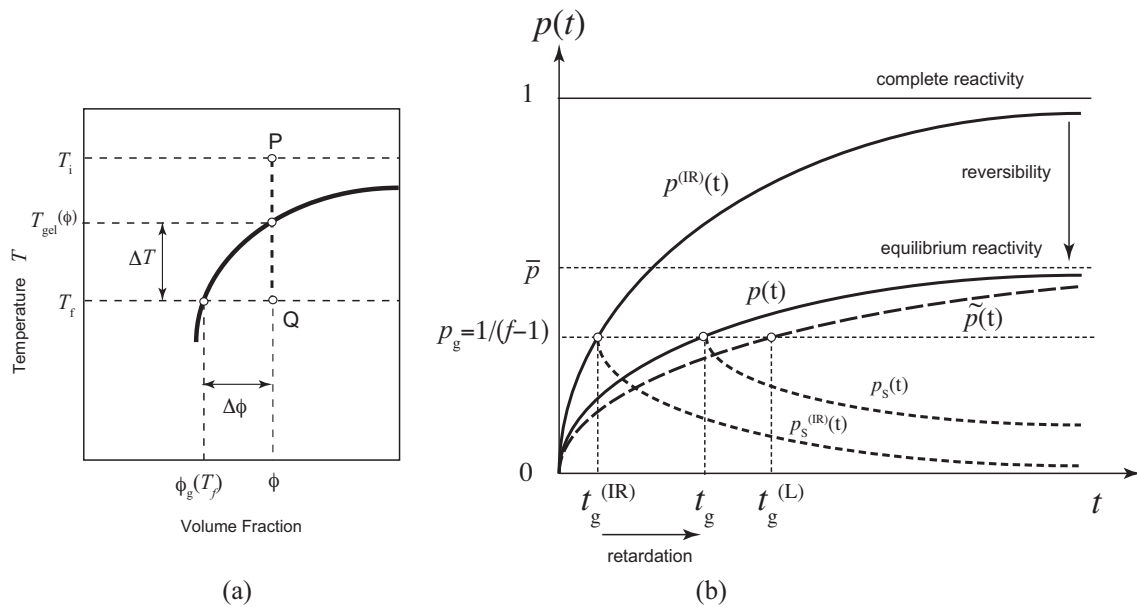 P
T_i
T_gel(ϕ)
ΔT
T_f
Q
Δϕ
Temperature T
ϕ_g(T_f)
ϕ
Volume Fraction
(a)
p(t)
1
complete reactivity
p^(IR)(t)
reversibility
equilibrium reactivity
p̅
p(t)
p̃(t)
p_g=1/(f–1)
p_S(t)
p_S^(IR)(t)
0
t_g^(IR)
t_g
t_g^(L)
t
retardation
(b)